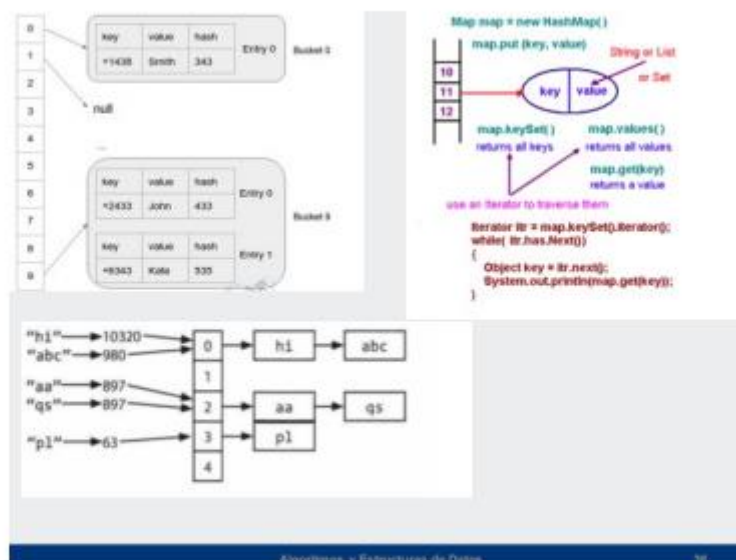 0
1
2
3
4
5
6
7
8
9
key value hash
+1438 Smith 343
Entry 0
Bucket 0
null
...
key value hash
+2433 John 433
Entry 0
key value hash
+8343 Kate 535
Entry 1
Bucket 9
Map map = new HashMap()
map.put (key, value)
String or List
or Set
10
11
12
key value
map.keySet( )
returns all keys
map.values( )
returns all values
map.get(key)
returns a value
use an Iterator to traverse them
Iterator itr = map.keySet().iterator();
while( itr.has.Next())
{
Object key = itr.next();
System.out.println(map.get(key));
}
"hi" 10320
"abc" 980
"aa" 897
"qs" 897
"pl" 63
0 hi abc
1
2 aa qs
3 pl
4
Algoritmos y Estructuras de Datos
26